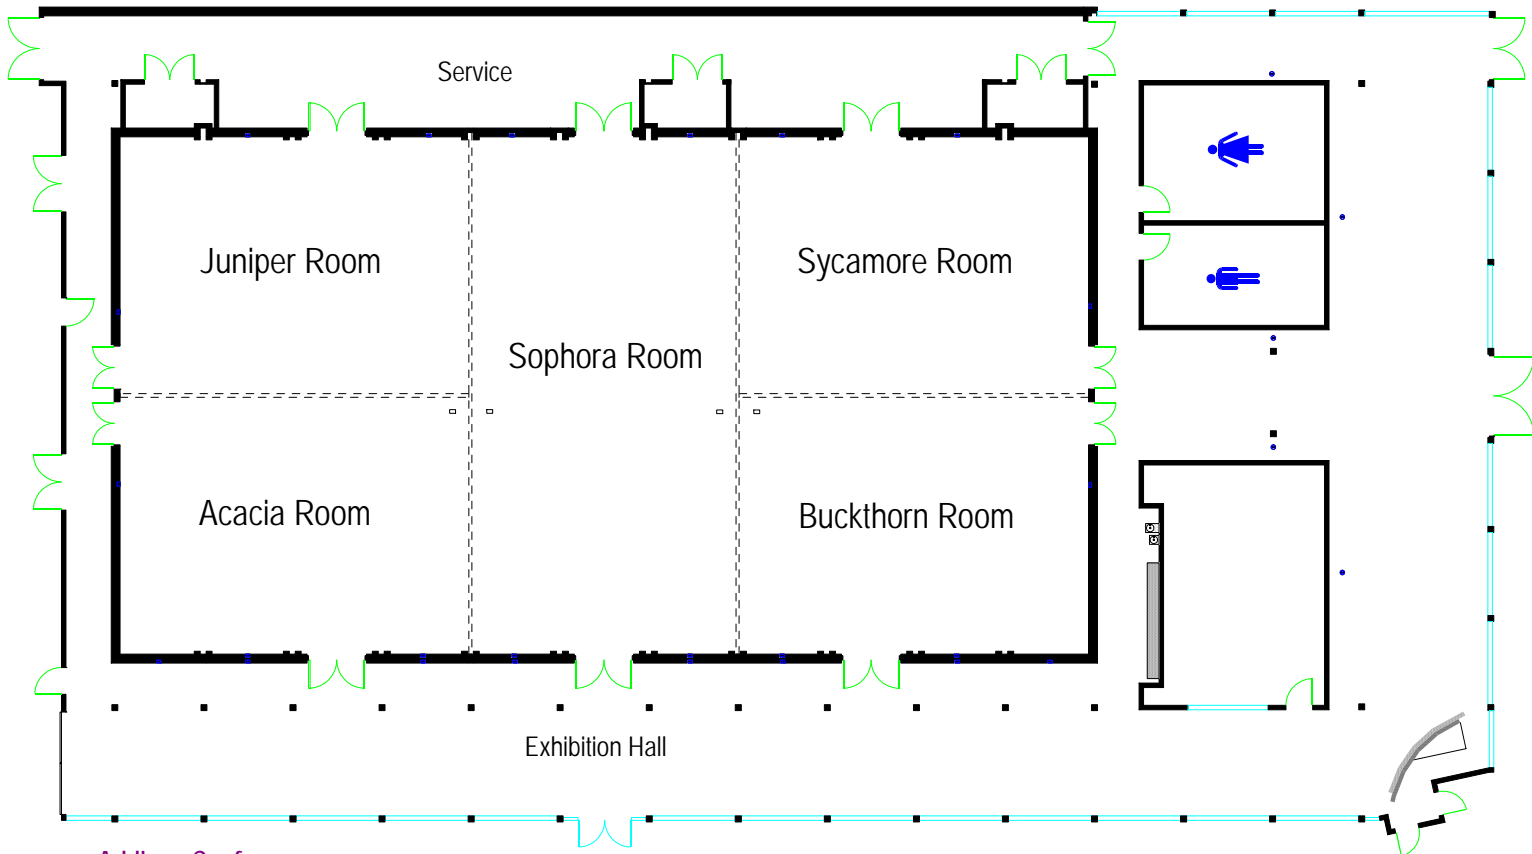 Service
Juniper Room
Sycamore Room
Sophora Room
Acacia Room
Buckthorn Room
Exhibition Hall